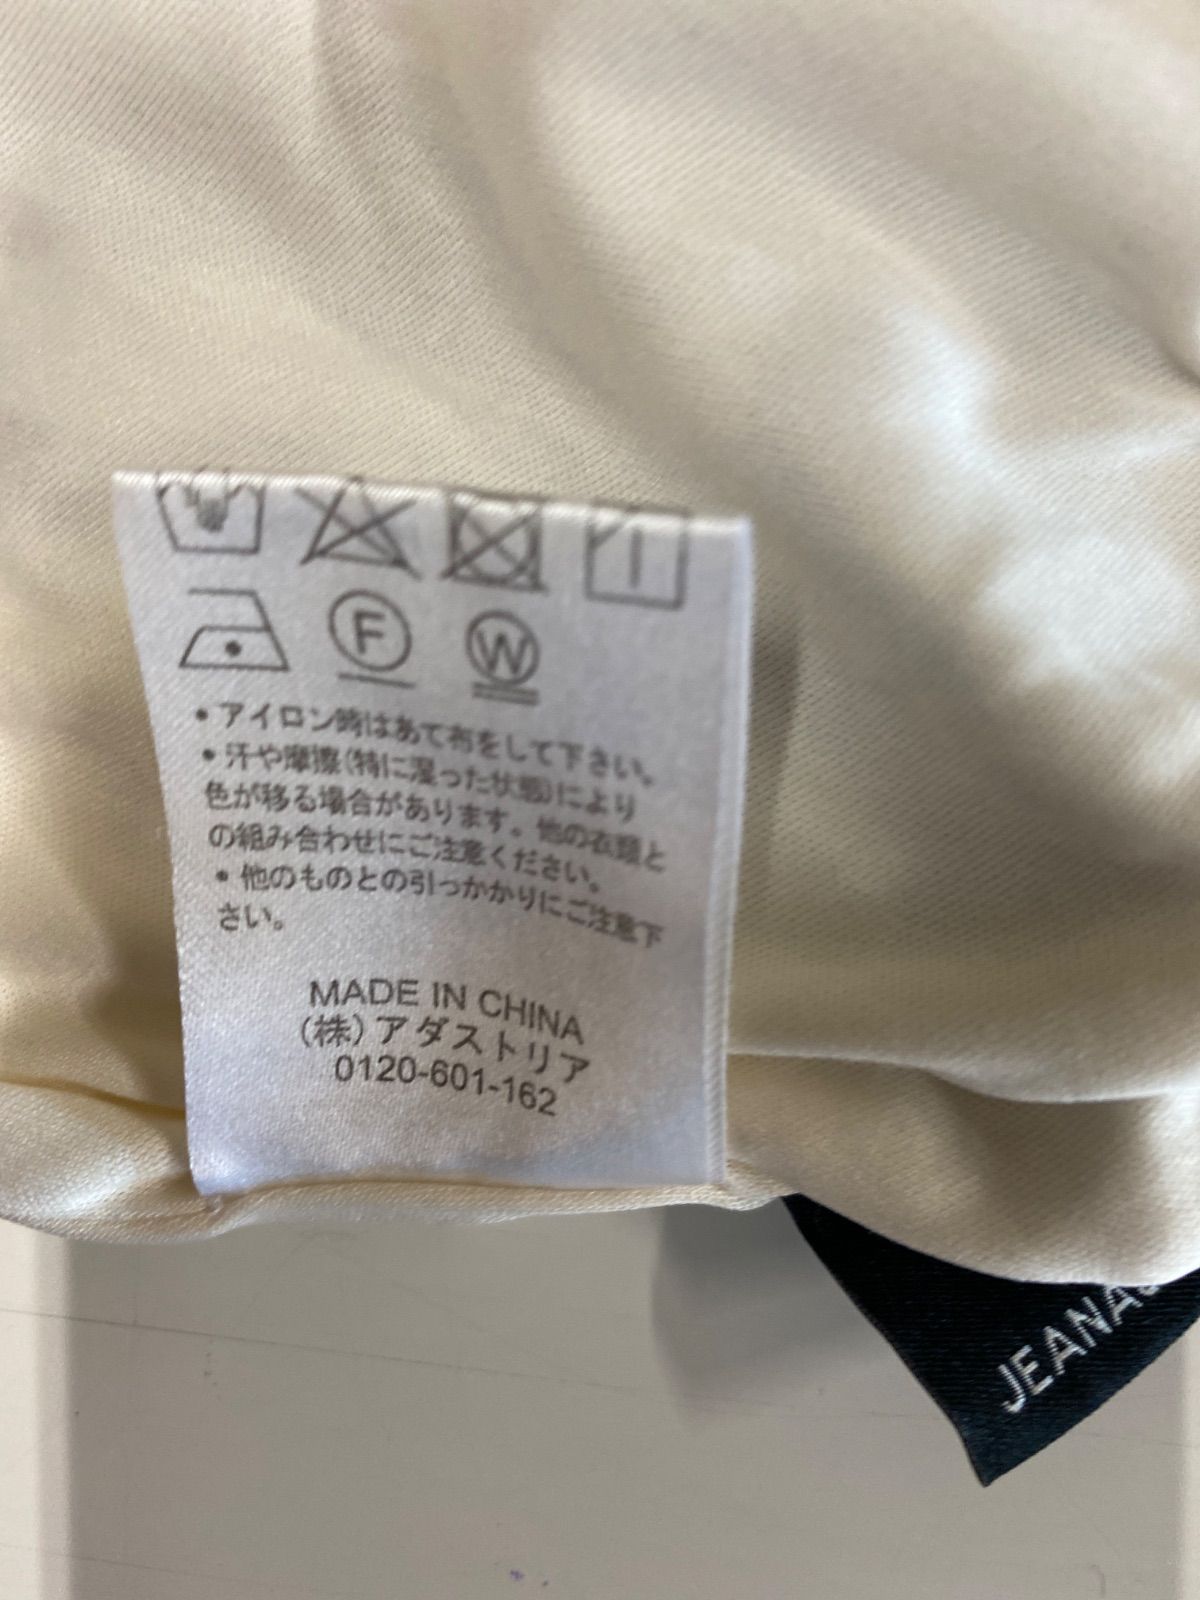 F W
• アイロン時はあて布をして下さい。
• 汗や摩擦(特に湿った状態)により
色が移る場合があります。他の衣類と
の組み合わせにご注意ください。
• 他のものとの引っかかりにご注意下
さい。
MADE IN CHINA
(株)アダストリア
0120-601-162